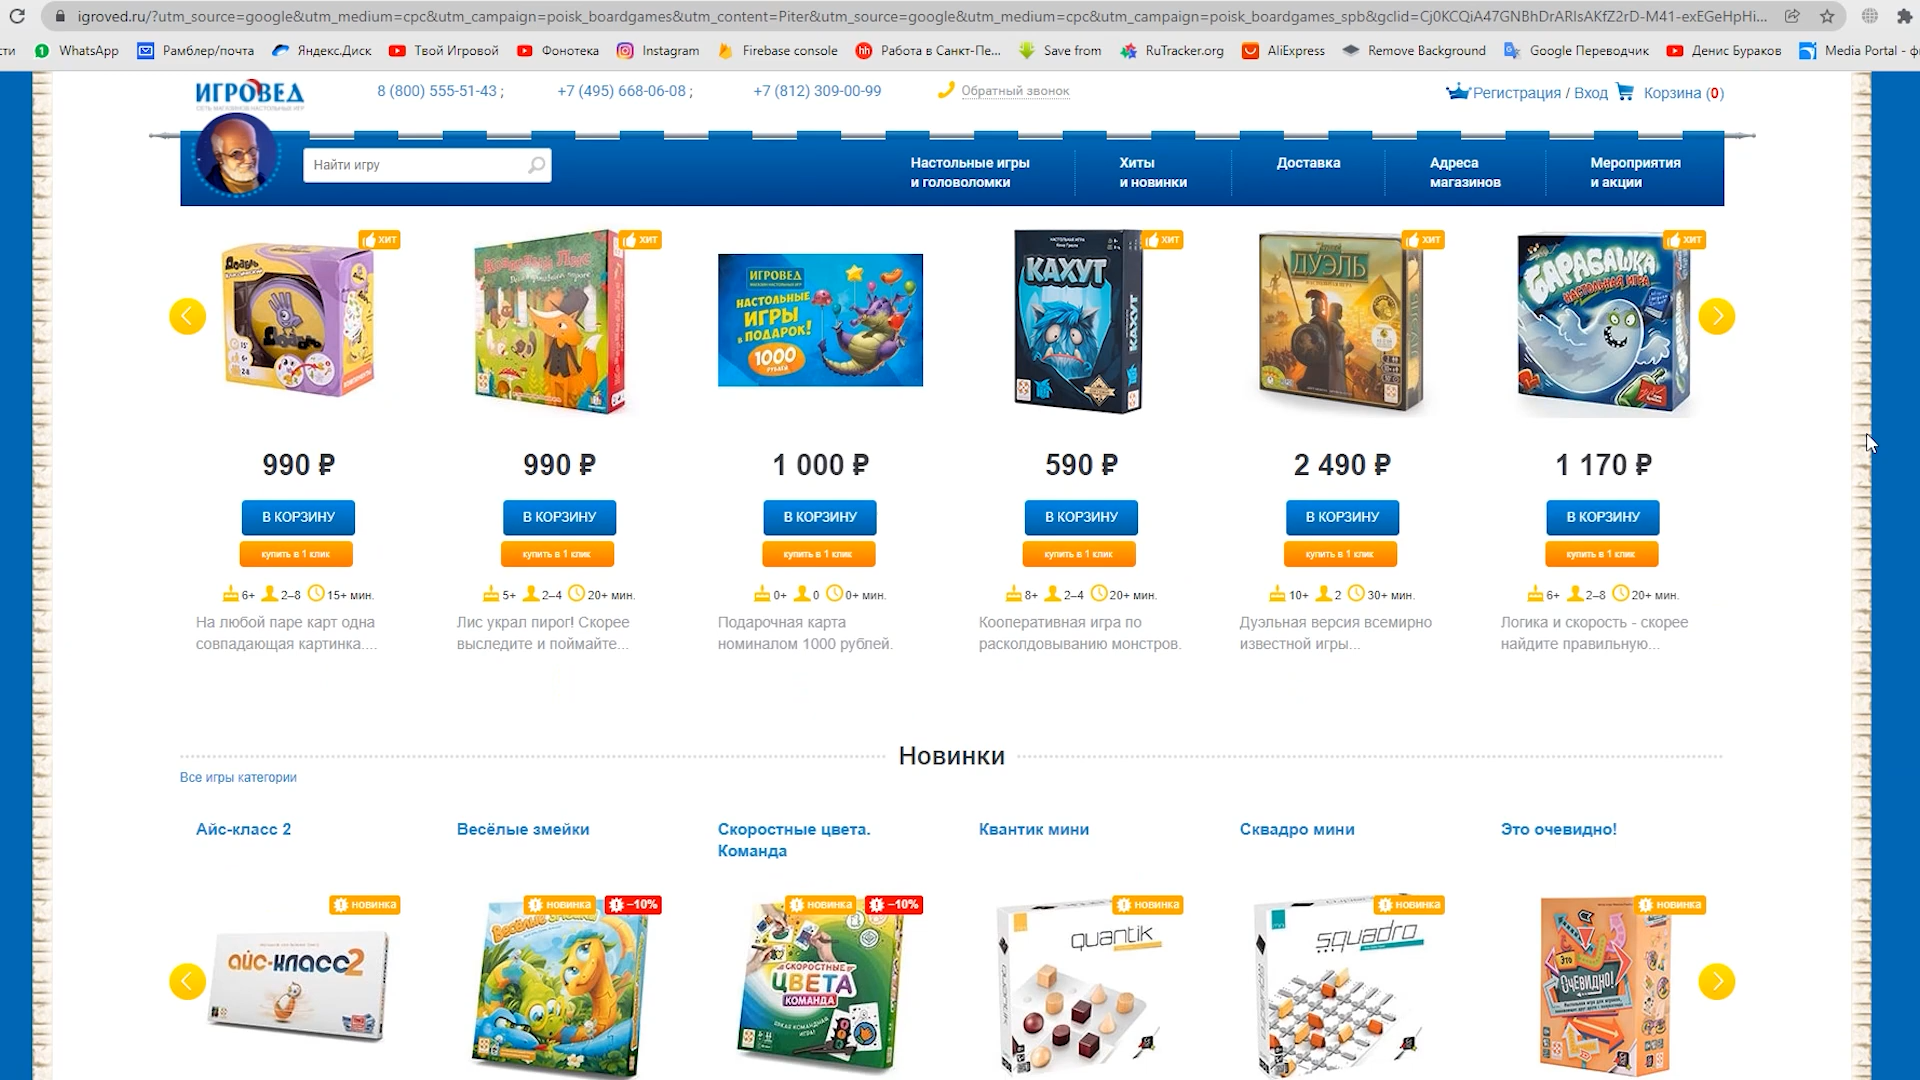 igroved.ru/?utm_source=google&utm_medium=cpc&utm_campaign=poisk_boardgames&utm_content=Piter&utm_source=google&utm_medium=cpc&utm_campaign=poisk_boardgames_spb&gclid=Cj0KCQiA47GNBhDrARIsAKfZ2rD-M41-exEGeHpHi...
сти WhatsApp Рамблер/почта Яндекс.Диск Твой Игровой Фонотека Instagram Firebase console Работа в Санкт-Пе... Save from RuTracker.org AliExpress Remove Background Google Переводчик Денис Бураков Media Portal - ф
ИГРОВЕД
СЕТЬ МАГАЗИНОВ НАСТОЛЬНЫХ ИГР
8 (800) 555-51-43 ; +7 (495) 668-06-08 ; +7 (812) 309-00-99 Обратный звонок Регистрация / Вход Корзина (0)
Найти игру
Настольные игры
и головоломки
Хиты
и новинки
Доставка
Адреса
магазинов
Мероприятия
и акции
хит хит хит хит хит
Доббль
ИГРОВЕД
НАСТОЛЬНЫЕ
ИГРЫ
в ПОДАРОК!
1000
рублей
КАХУТ
КАХУТ
ДУЭЛЬ
БАРАБАШКА
НАСТОЛЬНАЯ ИГРА
990 ₽ 990 ₽ 1 000 ₽ 590 ₽ 2 490 ₽ 1 170 ₽
В КОРЗИНУ В КОРЗИНУ В КОРЗИНУ В КОРЗИНУ В КОРЗИНУ В КОРЗИНУ
купить в 1 клик купить в 1 клик купить в 1 клик купить в 1 клик купить в 1 клик купить в 1 клик
6+ 2–8 15+ мин. 5+ 2–4 20+ мин. 0+ 0 0+ мин. 8+ 2–4 20+ мин. 10+ 2 30+ мин. 6+ 2–8 20+ мин.
На любой паре карт одна
совпадающая картинка....
Лис украл пирог! Скорее
выследите и поймайте...
Подарочная карта
номиналом 1000 рублей.
Кооперативная игра по
расколдовыванию монстров.
Дуэльная версия всемирно
известной игры...
Логика и скорость - скорее
найдите правильную...
Новинки
Все игры категории
Айс-класс 2
Весёлые змейки
Скоростные цвета.
Команда
Квантик мини
Сквадро мини
Это очевидно!
новинка новинка –10% новинка –10% новинка новинка новинка
айс-класс2
СКОРОСТНЫЕ
ЦВЕТА
КОМАНДА
quantik
squadro
Это
ОЧЕВИДНО!